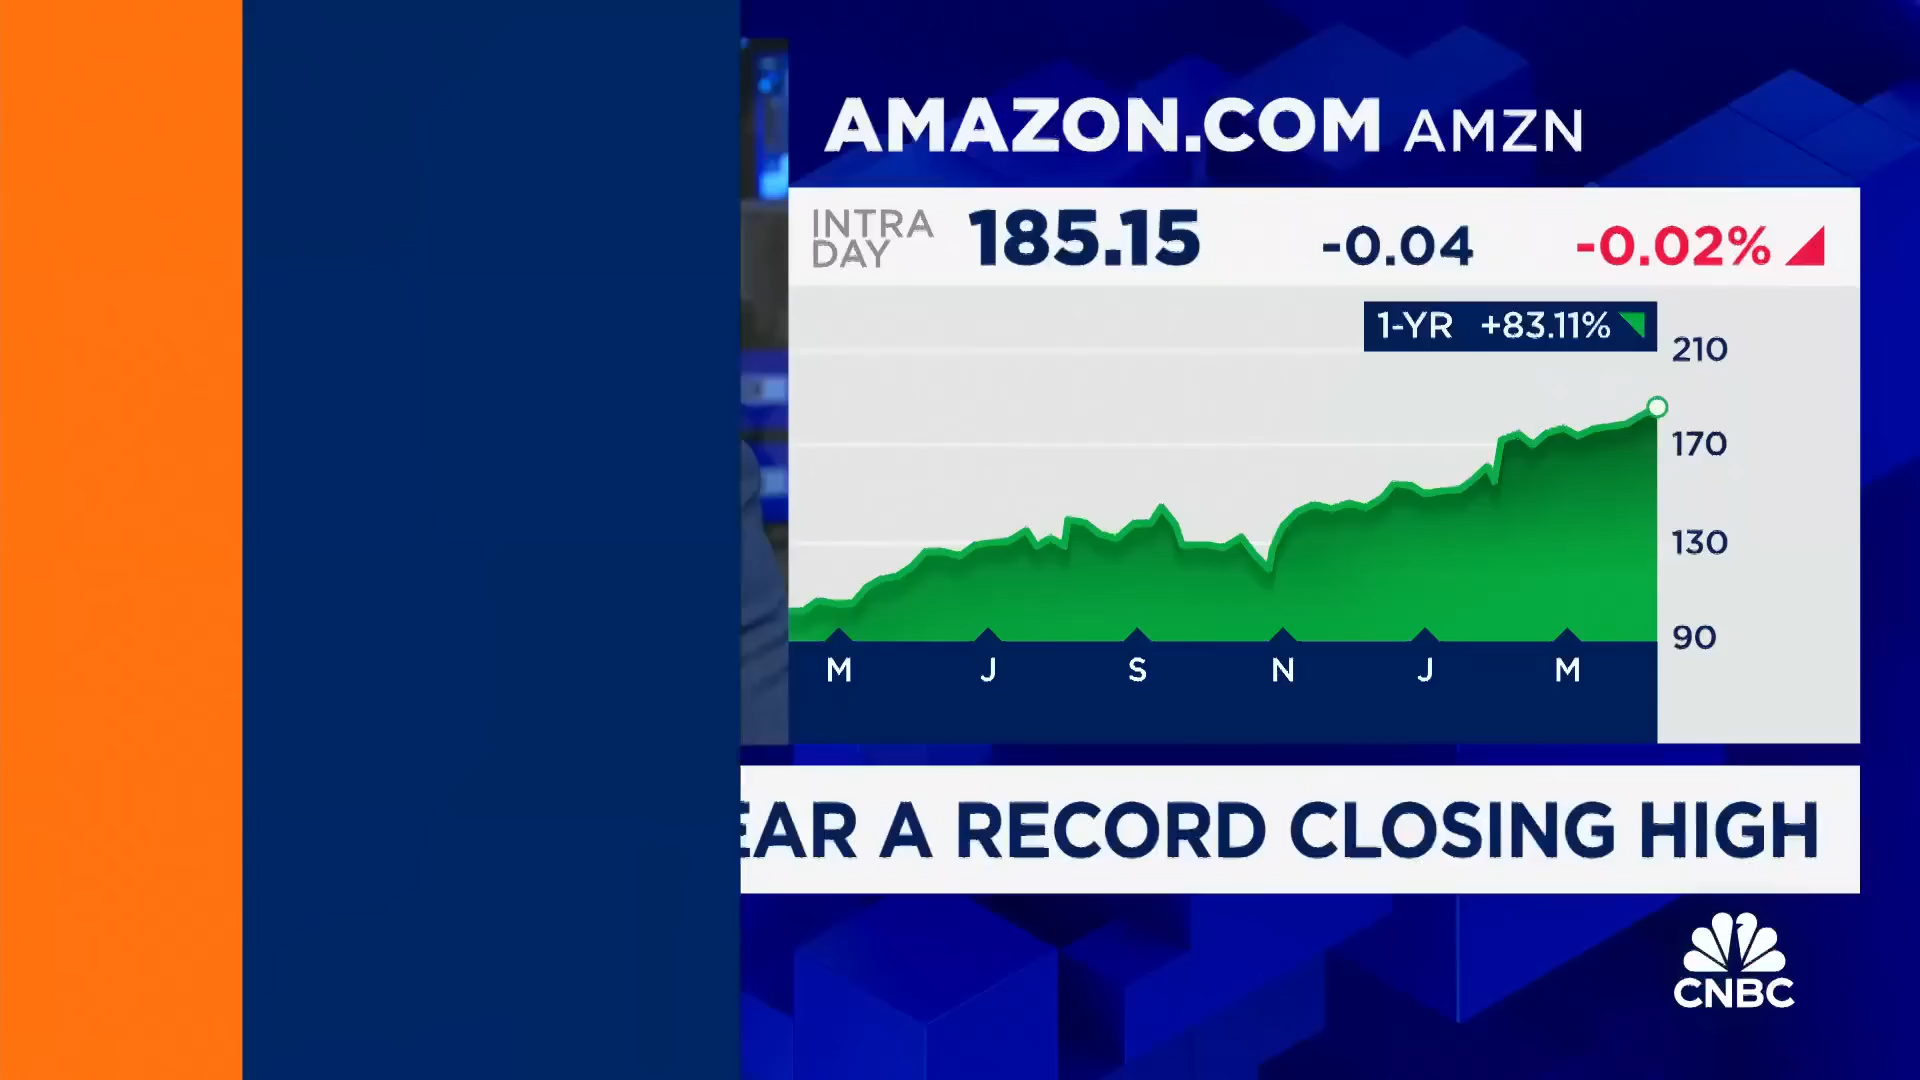 AMAZON.COM AMZN
INTRA DAY 185.15 -0.04 -0.02%
1-YR +83.11%
210
170
130
90
M J S N J M
EAR A RECORD CLOSING HIGH
CNBC